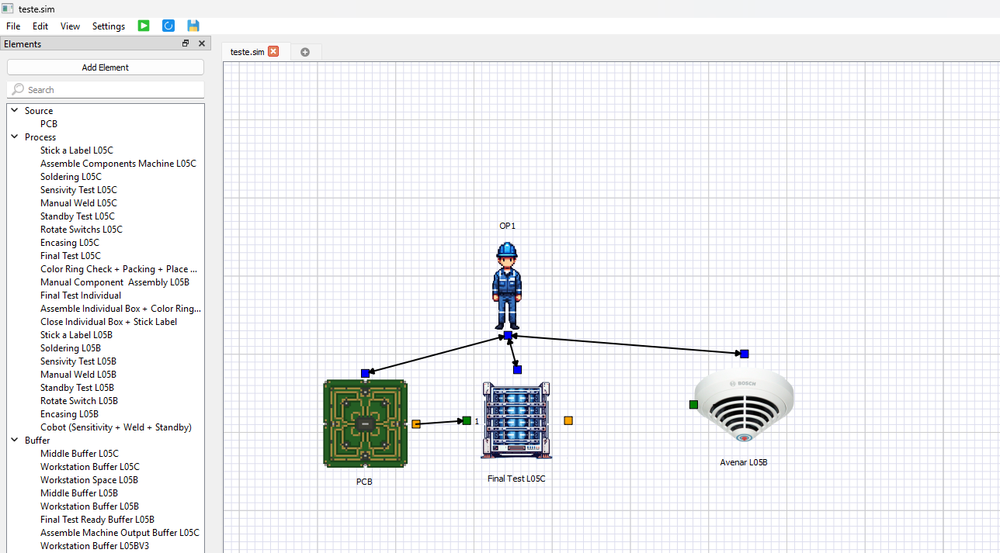 teste.sim
File Edit View Settings
Elements
teste.sim
Add Element
Search
Source
PCB
Process
Stick a Label L05C
Assemble Components Machine L05C
Soldering L05C
Sensivity Test L05C
Manual Weld L05C
Standby Test L05C
Rotate Switchs L05C
Encasing L05C
Final Test L05C
Color Ring Check + Packing + Place ...
Manual Component  Assembly L05B
Final Test Individual
Assemble Individual Box + Color Ring...
Close Individual Box + Stick Label
Stick a Label L05B
Soldering L05B
Sensivity Test L05B
Manual Weld L05B
Standby Test L05B
Rotate Switch L05B
Encasing L05B
Cobot (Sensitivity + Weld + Standby)
Buffer
Middle Buffer L05C
Workstation Buffer L05C
Workstation Space L05B
Middle Buffer L05B
Workstation Buffer L05B
Final Test Ready Buffer L05B
Assemble Machine Output Buffer L05C
Workstation Buffer L05BV3
OP1
BOSCH
1
PCB
Final Test L05C
Avenar L05B